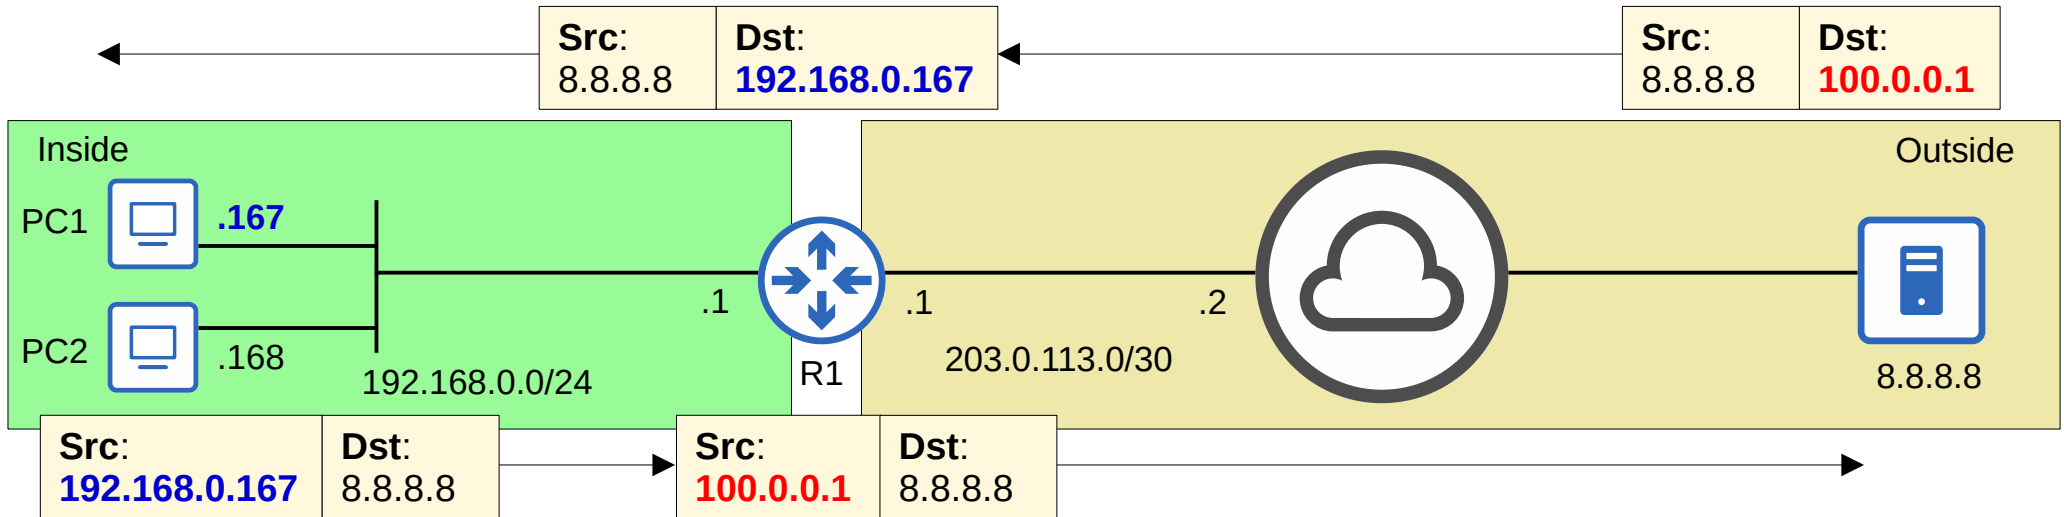 Src:
8.8.8.8
Dst:
192.168.0.167
Src:
8.8.8.8
Dst:
100.0.0.1
Inside
Outside
PC1
.167
PC2
.168
192.168.0.0/24
.1
R1
.1
.2
203.0.113.0/30
8.8.8.8
Src:
192.168.0.167
Dst:
8.8.8.8
Src:
100.0.0.1
Dst:
8.8.8.8